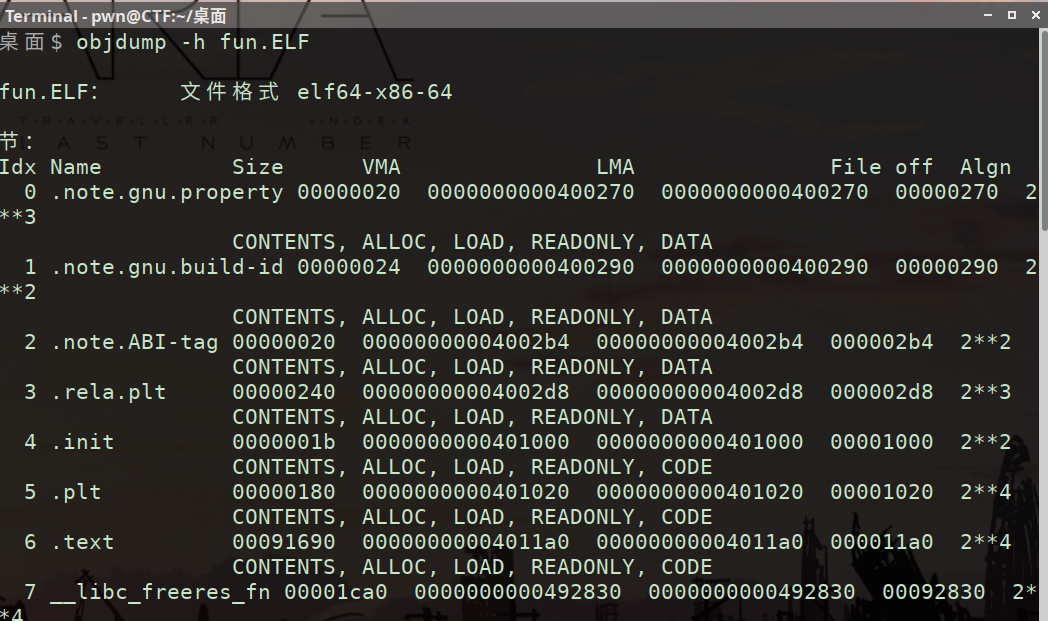 Terminal - pwn@CTF:~/桌面
桌面$ objdump -h fun.ELF
fun.ELF:     文件格式 elf64-x86-64
T·R·A·V·E·L·L·E·R I·N·D·E·X
LAST NUMBER
节：
Idx Name          Size      VMA               LMA               File off  Algn
  0 .note.gnu.property 00000020  0000000000400270  0000000000400270  00000270  2
**3
                  CONTENTS, ALLOC, LOAD, READONLY, DATA
  1 .note.gnu.build-id 00000024  0000000000400290  0000000000400290  00000290  2
**2
                  CONTENTS, ALLOC, LOAD, READONLY, DATA
  2 .note.ABI-tag 00000020  00000000004002b4  00000000004002b4  000002b4  2**2
                  CONTENTS, ALLOC, LOAD, READONLY, DATA
  3 .rela.plt     00000240  00000000004002d8  00000000004002d8  000002d8  2**3
                  CONTENTS, ALLOC, LOAD, READONLY, DATA
  4 .init         0000001b  0000000000401000  0000000000401000  00001000  2**2
                  CONTENTS, ALLOC, LOAD, READONLY, CODE
  5 .plt          00000180  0000000000401020  0000000000401020  00001020  2**4
                  CONTENTS, ALLOC, LOAD, READONLY, CODE
  6 .text         00091690  00000000004011a0  00000000004011a0  000011a0  2**4
                  CONTENTS, ALLOC, LOAD, READONLY, CODE
  7 __libc_freeres_fn 00001ca0  0000000000492830  0000000000492830  00092830  2*
*4